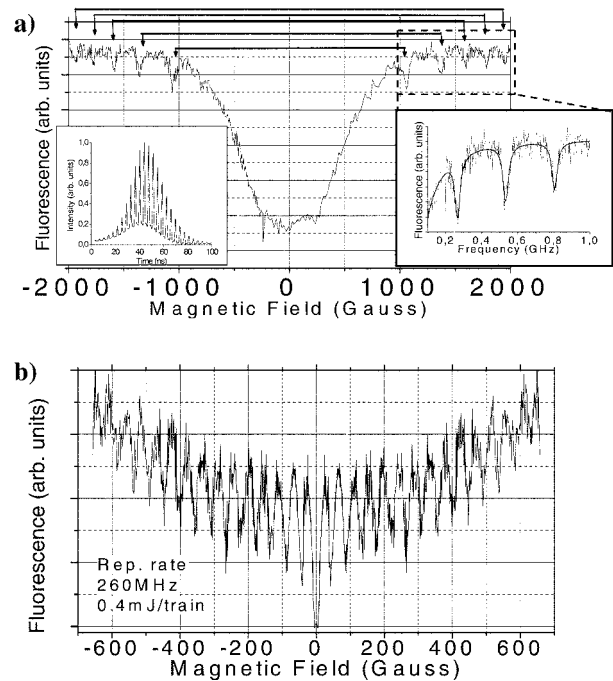 a)
Fluorescence (arb. units)
Intensity (arb. units)
1,0
0,8
0,6
0,4
0,2
0,0
0 20 40 60 80 100
Time (ns)
Fluorescence (arb. units)
0,2 0,4 0,6 0,8 1,0
Frequency (GHz)
-2000 -1000 0 1000 2000
Magnetic Field (Gauss)
b)
Fluorescence (arb. units)
Rep. rate
260MHz
0.4mJ/train
-600 -400 -200 0 200 400 600
Magnetic Field (Gauss)